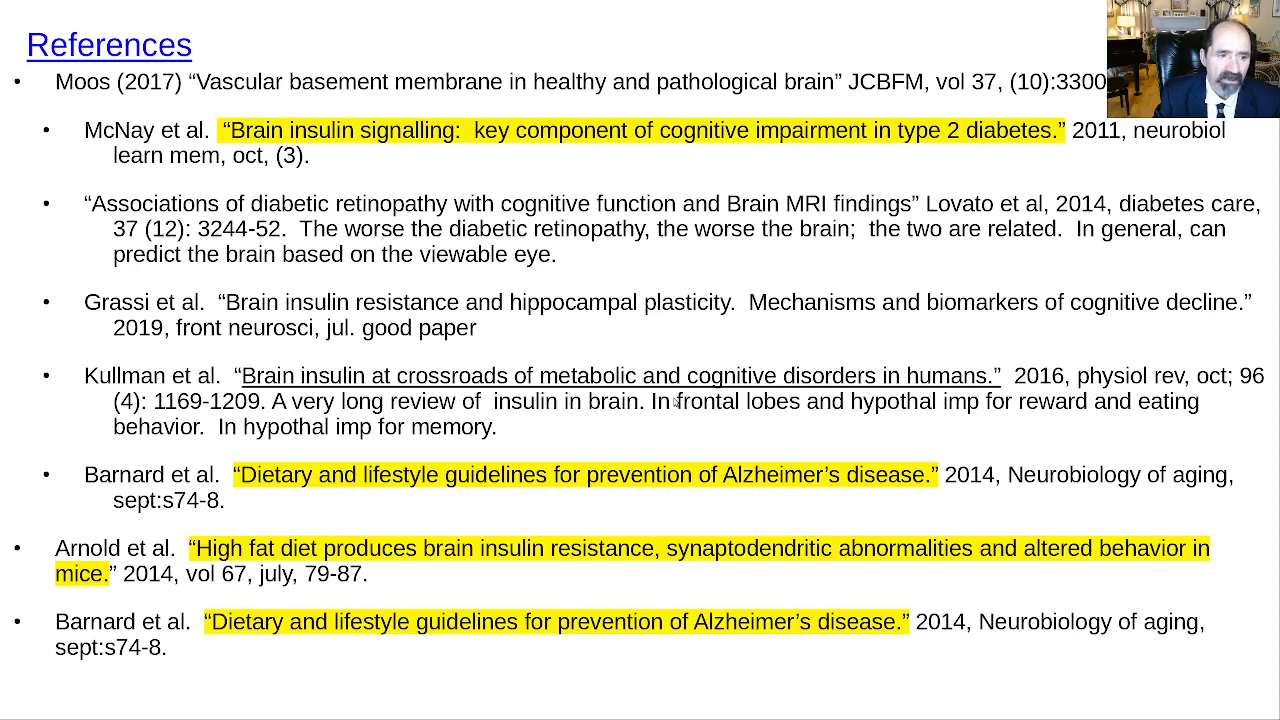 References
• Moos (2017) “Vascular basement membrane in healthy and pathological brain” JCBFM, vol 37, (10):3300
• McNay et al.  “Brain insulin signalling:  key component of cognitive impairment in type 2 diabetes.” 2011, neurobiol
learn mem, oct, (3).
• “Associations of diabetic retinopathy with cognitive function and Brain MRI findings” Lovato et al, 2014, diabetes care,
37 (12): 3244-52.  The worse the diabetic retinopathy, the worse the brain;  the two are related.  In general, can
predict the brain based on the viewable eye.
• Grassi et al.  “Brain insulin resistance and hippocampal plasticity.  Mechanisms and biomarkers of cognitive decline.”
2019, front neurosci, jul. good paper
• Kullman et al.  “Brain insulin at crossroads of metabolic and cognitive disorders in humans.”  2016, physiol rev, oct; 96
(4): 1169-1209. A very long review of  insulin in brain. In frontal lobes and hypothal imp for reward and eating
behavior.  In hypothal imp for memory.
• Barnard et al.  “Dietary and lifestyle guidelines for prevention of Alzheimer’s disease.” 2014, Neurobiology of aging,
sept:s74-8.
• Arnold et al.  “High fat diet produces brain insulin resistance, synaptodendritic abnormalities and altered behavior in
mice.” 2014, vol 67, july, 79-87.
• Barnard et al.  “Dietary and lifestyle guidelines for prevention of Alzheimer’s disease.” 2014, Neurobiology of aging,
sept:s74-8.